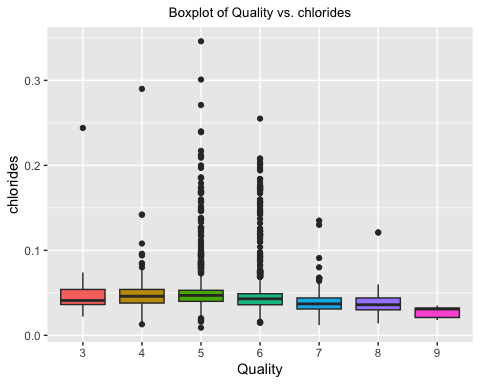 Boxplot of Quality vs. chlorides
chlorides
0.3
0.2
0.1
0.0
3 4 5 6 7 8 9
Quality